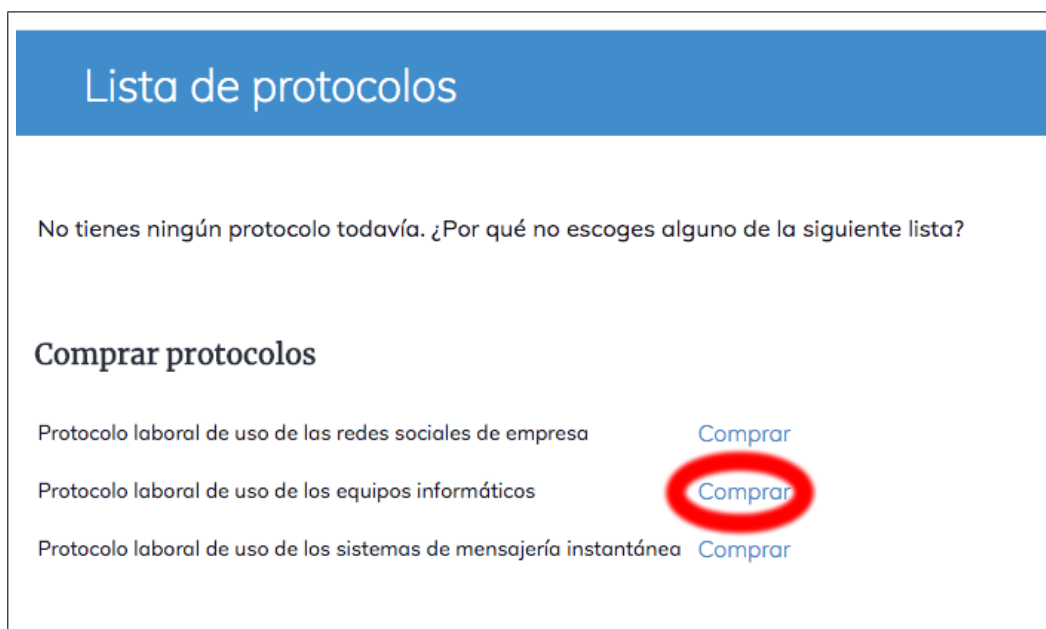 Lista de protocolos
No tienes ningún protocolo todavía. ¿Por qué no escoges alguno de la siguiente lista?
Comprar protocolos
Protocolo laboral de uso de las redes sociales de empresa Comprar
Protocolo laboral de uso de los equipos informáticos Comprar
Protocolo laboral de uso de los sistemas de mensajería instantánea Comprar